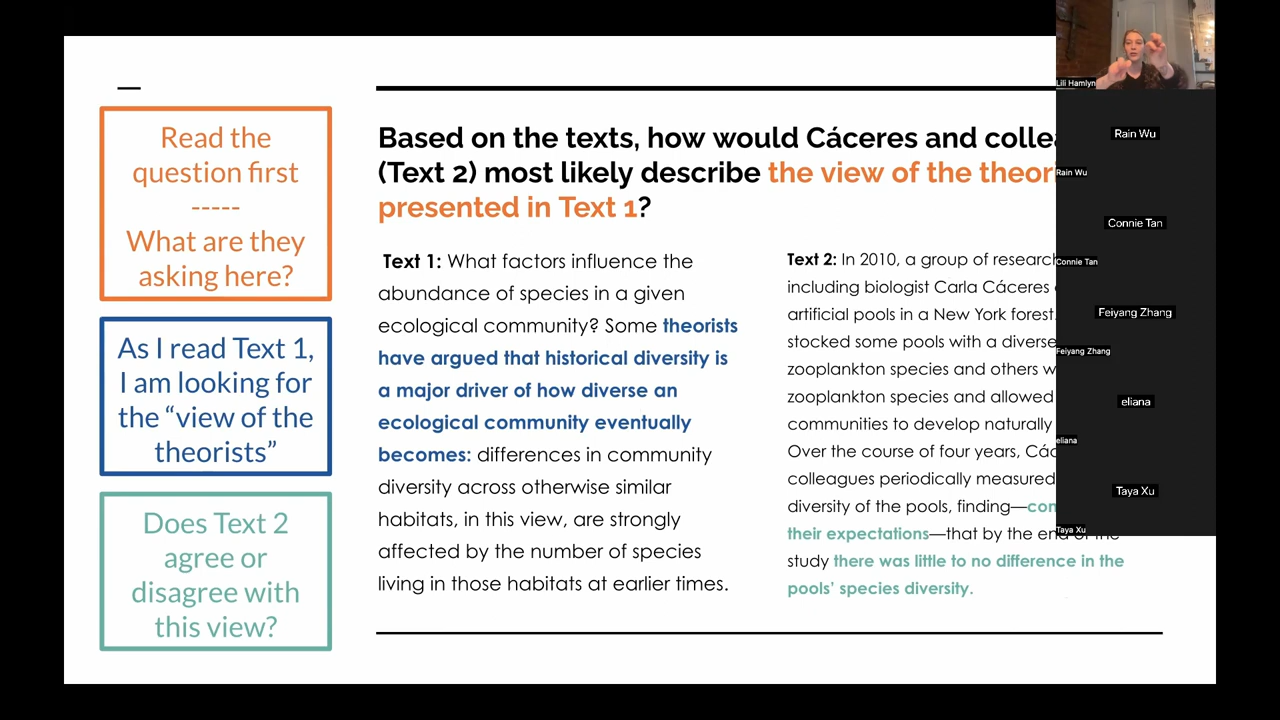 Read the
question first
-----
What are they
asking here?
As I read Text 1,
I am looking for
the “view of the
theorists”
Does Text 2
agree or
disagree with
this view?
Based on the texts, how would Cáceres and
(Text 2) most likely describe the view of the
presented in Text 1?
Text 1: What factors influence the
abundance of species in a given
ecological community? Some theorists
have argued that historical diversity is
a major driver of how diverse an
ecological community eventually
becomes: differences in community
diversity across otherwise similar
habitats, in this view, are strongly
affected by the number of species
living in those habitats at earlier times.
Text 2: In 2010, a group of
including biologist Carla Cáceres
artificial pools in a New York forest.
stocked some pools with a diverse
zooplankton species and others
zooplankton species and allowed
communities to develop naturally
Over the course of four years,
colleagues periodically measured
diversity of the pools, finding—
their expectations—that by the end of the
study there was little to no difference in the
pools’ species diversity.
Lili Hamlyn
Rain Wu
Rain Wu
Connie Tan
Connie Tan
Feiyang Zhang
Feiyang Zhang
eliana
eliana
Taya Xu
Taya Xu